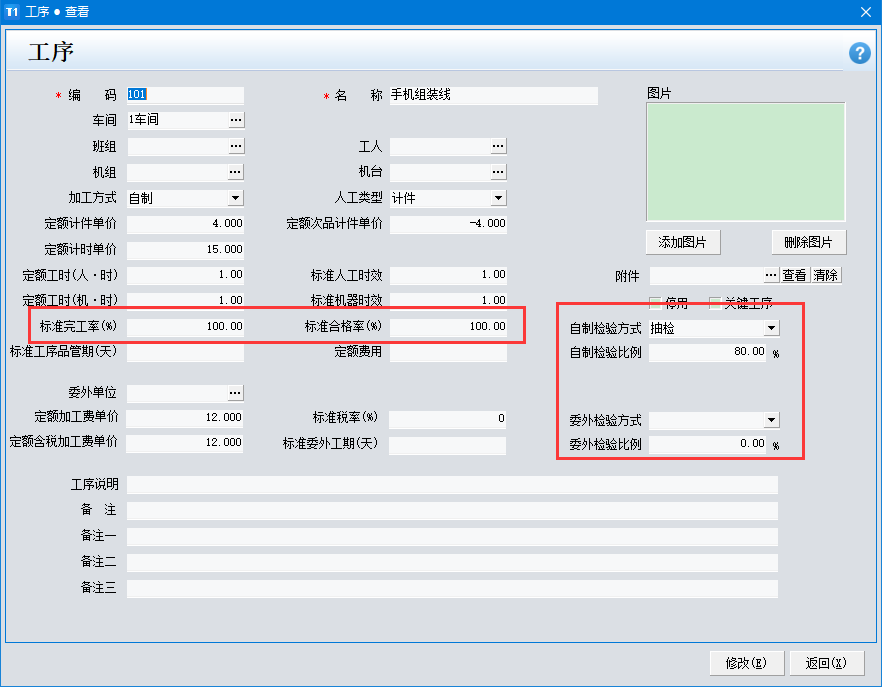 T1 工序 ● 查看
工序
?
* 编 码 101 * 名 称 手机组装线 图片
车间 1车间 ...
班组 ... 工人 ...
机组 ... 机台 ...
加工方式 自制 人工类型 计件
定额计件单价 4.000 定额次品计件单价 -4.000
添加图片 删除图片
定额计时单价 15.000
定额工时(人·时) 1.00 标准人工时效 1.00 附件 ... 查看 清除
定额工时(机·时) 1.00 标准机器时效 1.00 停用 关键工序
标准完工率(%) 100.00 标准合格率(%) 100.00 自制检验方式 抽检
标准工序品管期(天) 定额费用 自制检验比例 80.00 %
委外单位 ...
定额加工费单价 12.000 标准税率(%) 0 委外检验方式
定额含税加工费单价 12.000 标准委外工期(天) 委外检验比例 0.00 %
工序说明
备 注
备注一
备注二
备注三
修改(E) 返回(X)